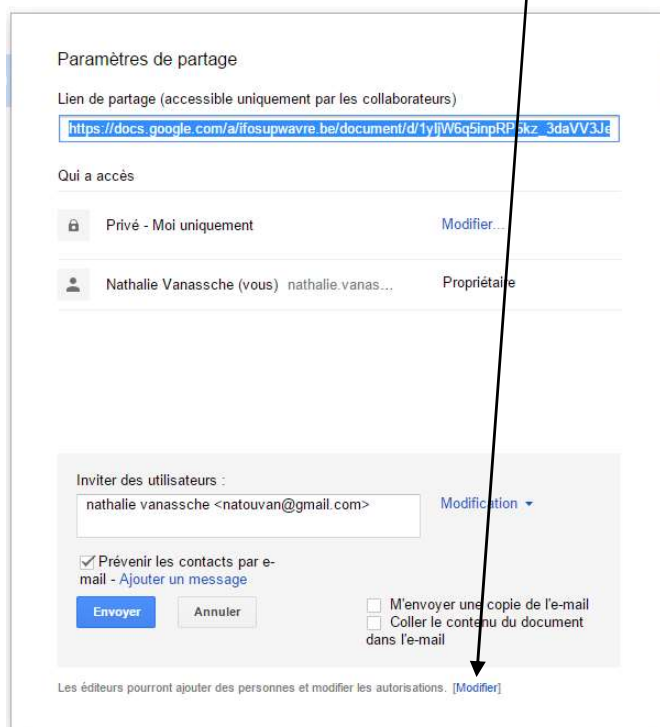 Paramètres de partage
Lien de partage (accessible uniquement par les collaborateurs)
https://docs.google.com/a/ifosupwavre.be/document/d/1yIjW6q5inpRP5kz_3daVV3Je
Qui a accès
Privé - Moi uniquement Modifier...
Nathalie Vanassche (vous) nathalie.vanas... Propriétaire
Inviter des utilisateurs :
nathalie vanassche <natouvan@gmail.com> Modification
Prévenir les contacts par e-
mail - Ajouter un message
Envoyer Annuler
M'envoyer une copie de l'e-mail
Coller le contenu du document
dans l'e-mail
Les éditeurs pourront ajouter des personnes et modifier les autorisations. [Modifier]